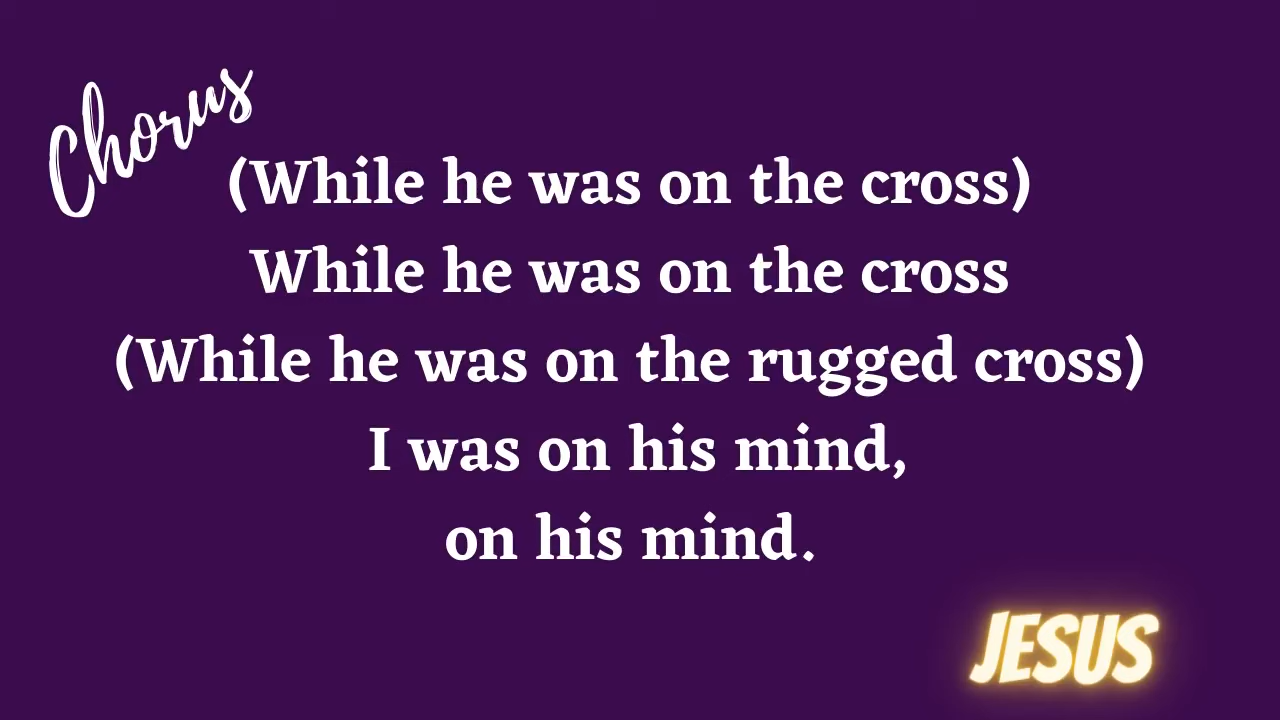 Chorus
(While he was on the cross)
While he was on the cross
(While he was on the rugged cross)
I was on his mind,
on his mind.
JESUS